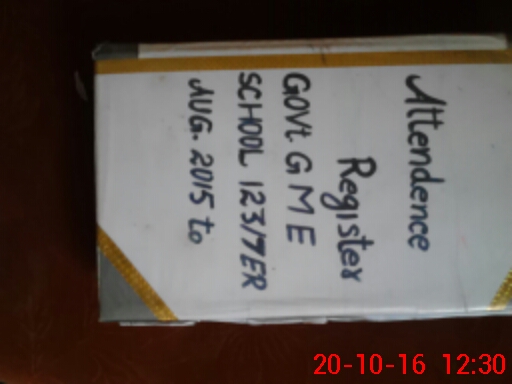 Attendence
Register
GOVt G M E
SCHOOL 123/7ER
AUG. 2015 to
20-10-16 12:30